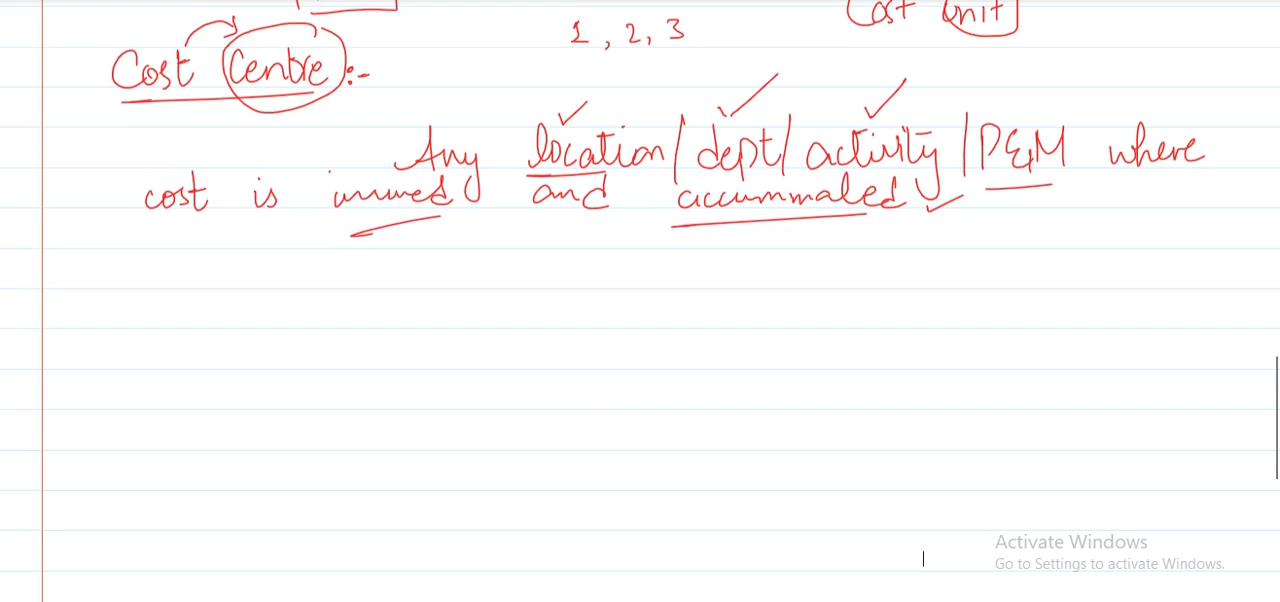 Cost Unit
1, 2, 3
Cost Centre :-
Any location / dept / activity / P&M where
cost is incurred and accummaled
Activate Windows
Go to Settings to activate Windows.